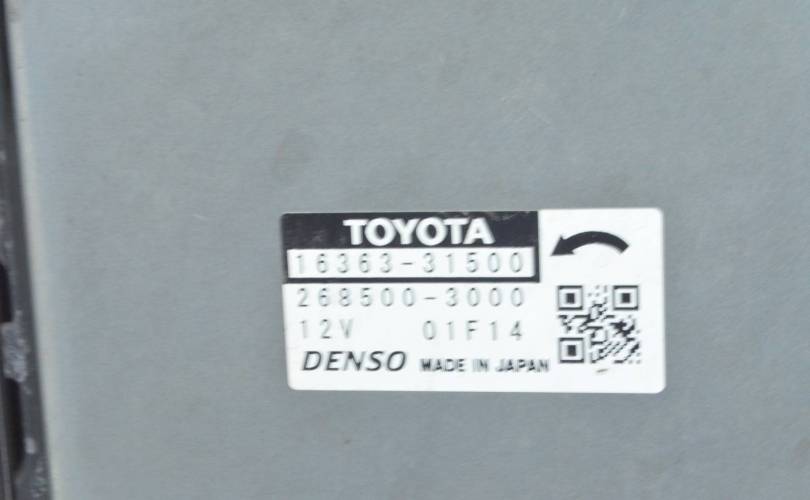 TOYOTA
16363-31500
268500-3000
12V 01F14
DENSO MADE IN JAPAN